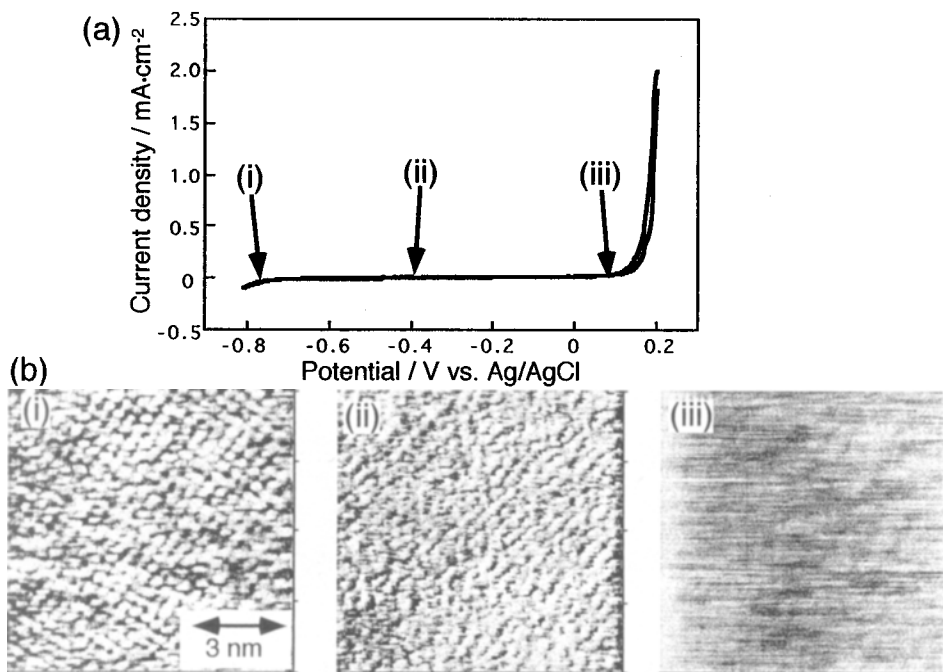 (a)
Current density / mA·cm-2
2.5
2.0
1.5
1.0
0.5
0
-0.5
(i)
(ii)
(iii)
-0.8
-0.6
-0.4
-0.2
0
0.2
Potential / V vs. Ag/AgCl
(b)
(i)
(ii)
(iii)
3 nm